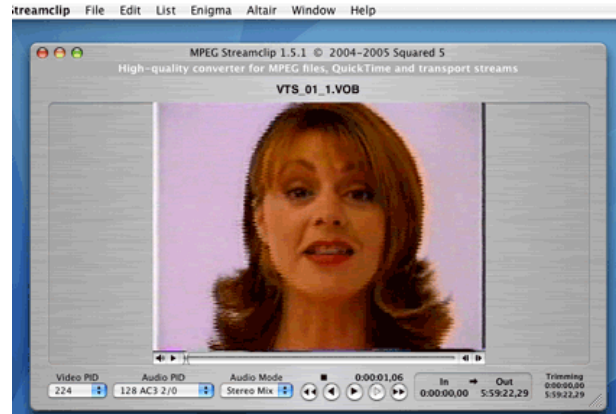 Streamclip File Edit List Enigma Altair Window Help
MPEG Streamclip 1.5.1 © 2004-2005 Squared 5
High-quality converter for MPEG files, QuickTime and transport streams
VTS_01_1.VOB
Video PID Audio PID Audio Mode 0:00:01,06 In ➡ Out Trimming
224 128 AC3 2/0 Stereo Mix 0:00:00,00 5:59:22,29 0:00:00,00
5:59:22,29